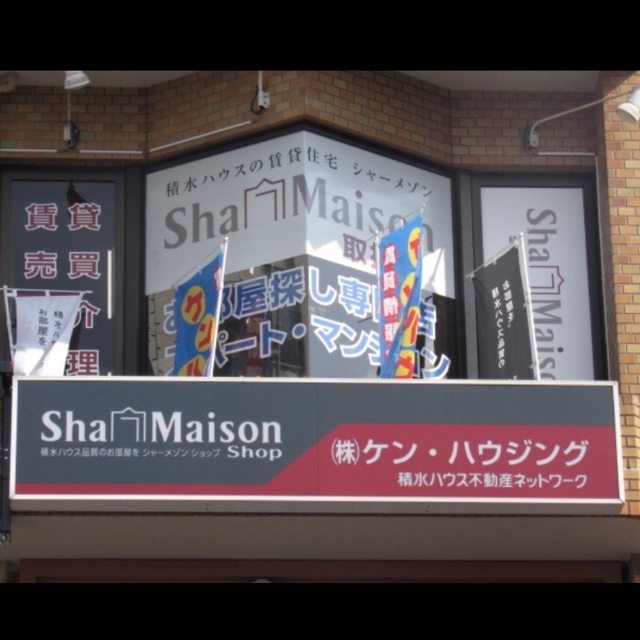 積水ハウスの賃貸住宅 シャーメゾン
Sha Maison
取扱
お部屋探し専門店
アパート・マンション
賃貸
売買
介
理
Sha Maison
Sha Maison Shop
積水ハウス品質のお部屋を シャーメゾン ショップ
㈱ケン・ハウジング
積水ハウス不動産ネットワーク